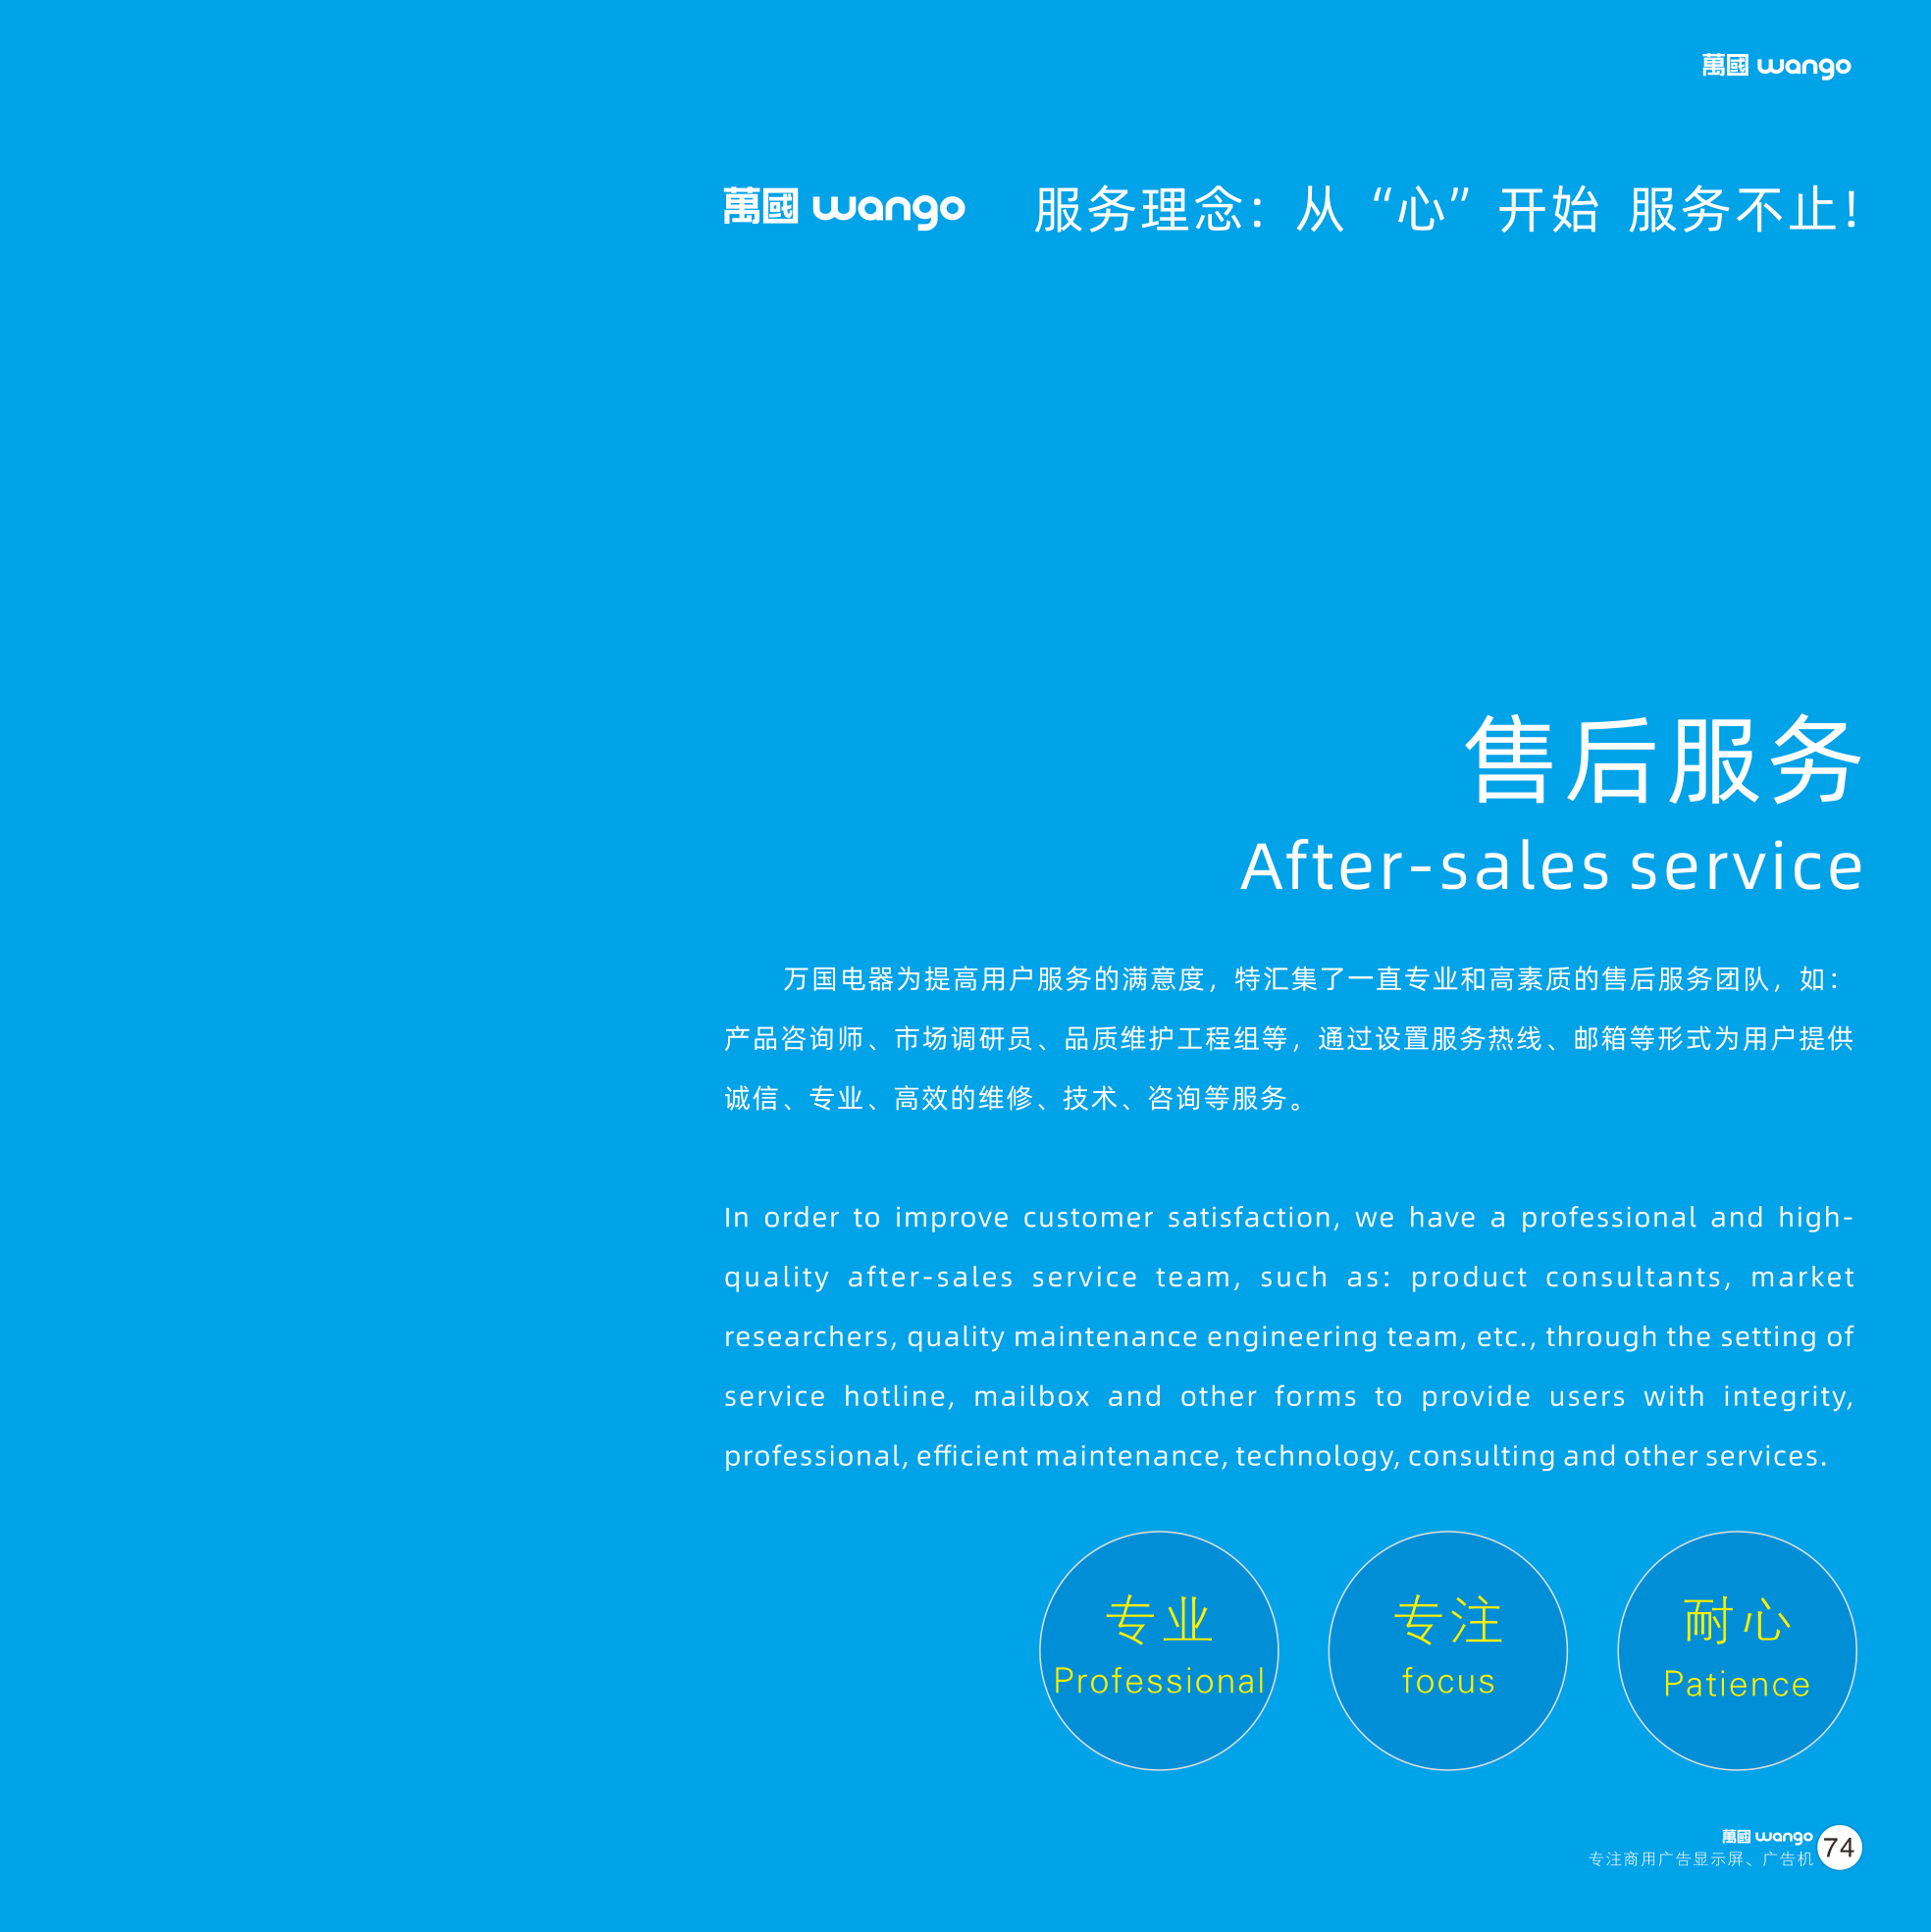 萬國 wango
萬國 wango 服务理念：从“心”开始 服务不止！
售后服务
After-sales service
万国电器为提高用户服务的满意度，特汇集了一直专业和高素质的售后服务团队，如：
产品咨询师、市场调研员、品质维护工程组等，通过设置服务热线、邮箱等形式为用户提供
诚信、专业、高效的维修、技术、咨询等服务。
In order to improve customer satisfaction, we have a professional and high-
quality after-sales service team, such as: product consultants, market
researchers, quality maintenance engineering team, etc., through the setting of
service hotline, mailbox and other forms to provide users with integrity,
professional, efficient maintenance, technology, consulting and other services.
专业
Professional
专注
focus
耐心
Patience
萬國 wango
专注商用广告显示屏、广告机
74